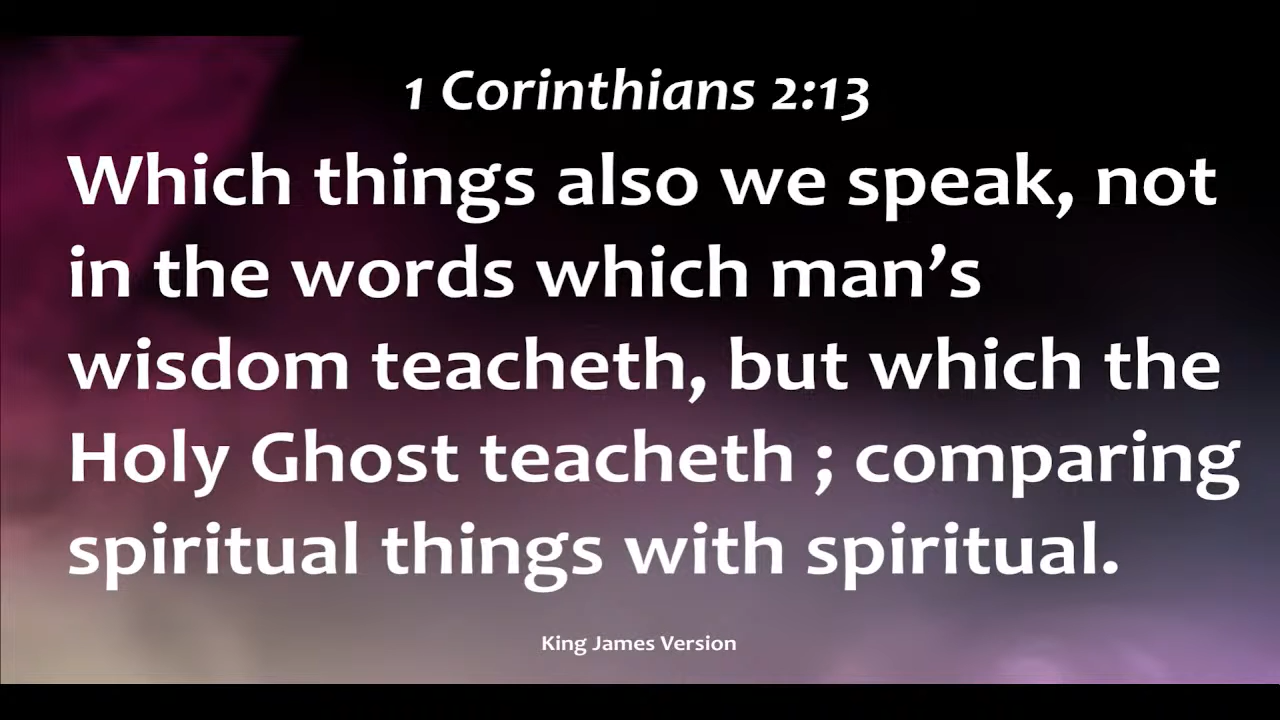 1 Corinthians 2:13
Which things also we speak, not
in the words which man’s
wisdom teacheth, but which the
Holy Ghost teacheth ; comparing
spiritual things with spiritual.
King James Version